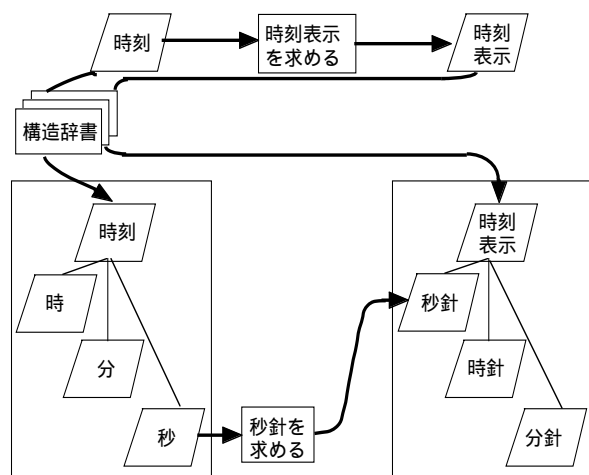 時刻
時刻表示
を求める
時刻
表示
構造辞書
時刻
時
分
秒
秒針を
求める
時刻
表示
秒針
時針
分針